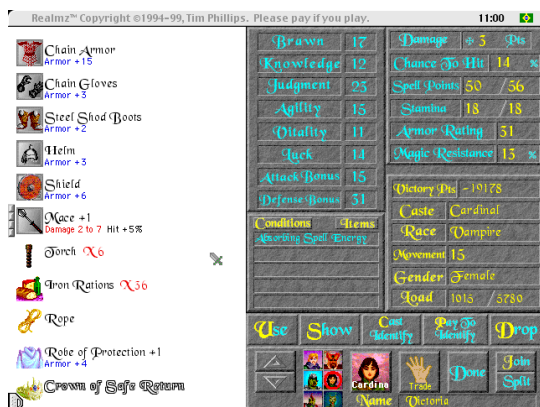 Realmz™ Copyright ©1994-99, Tim Phillips. Please pay if you play. 11:00
Chain Armor
Armor +15
Chain Gloves
Armor +3
Steel Shod Boots
Armor +2
Helm
Armor +3
Shield
Armor +6
Mace +1
Damage 2 to 7 Hit +5%
Torch X6
Iron Rations X36
Rope
Robe of Protection +1
Armor +4
Crown of Safe Return
Brawn 17
Knowledge 12
Judgment 23
Agility 15
Vitality 11
Luck 14
Attack Bonus 15
Defense Bonus 31
Conditions Items
Absorbing Spell Energy
Damage + 3 Pts
Chance To Hit 14 %
Spell Points 50 /56
Stamina 18 /18
Armor Rating 31
Magic Resistance 13 %
Victory Pts -19178
Caste Cardinal
Race Vampire
Movement 15
Gender Female
Load 1015 /5780
Use
Show
Cast Identify
Pay To Identify
Drop
Cardina
Trade
Done
Join
Split
Name Victoria